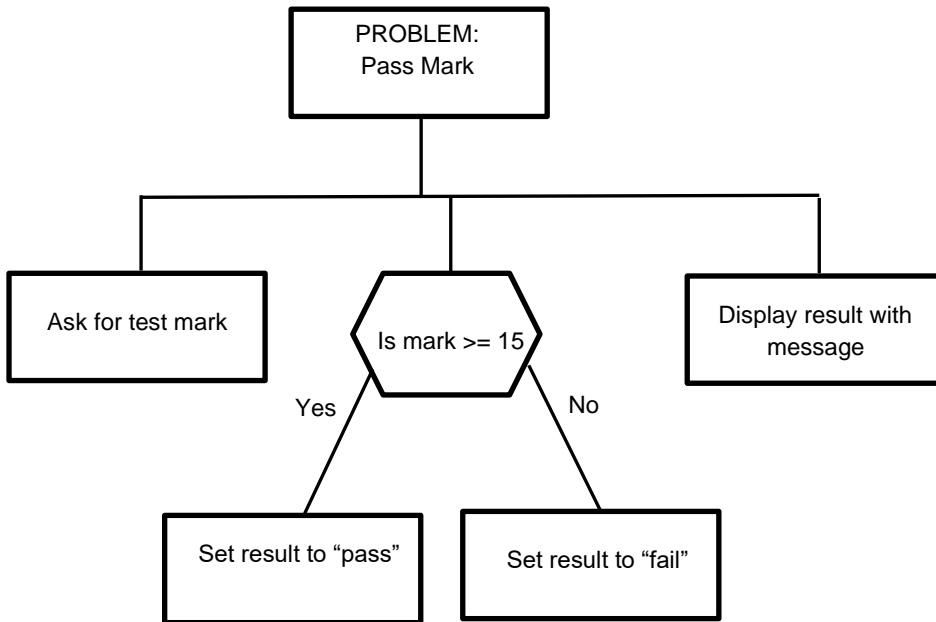 PROBLEM:
Pass Mark
Ask for test mark
Is mark >= 15
Display result with
message
Yes
No
Set result to “pass”
Set result to “fail”